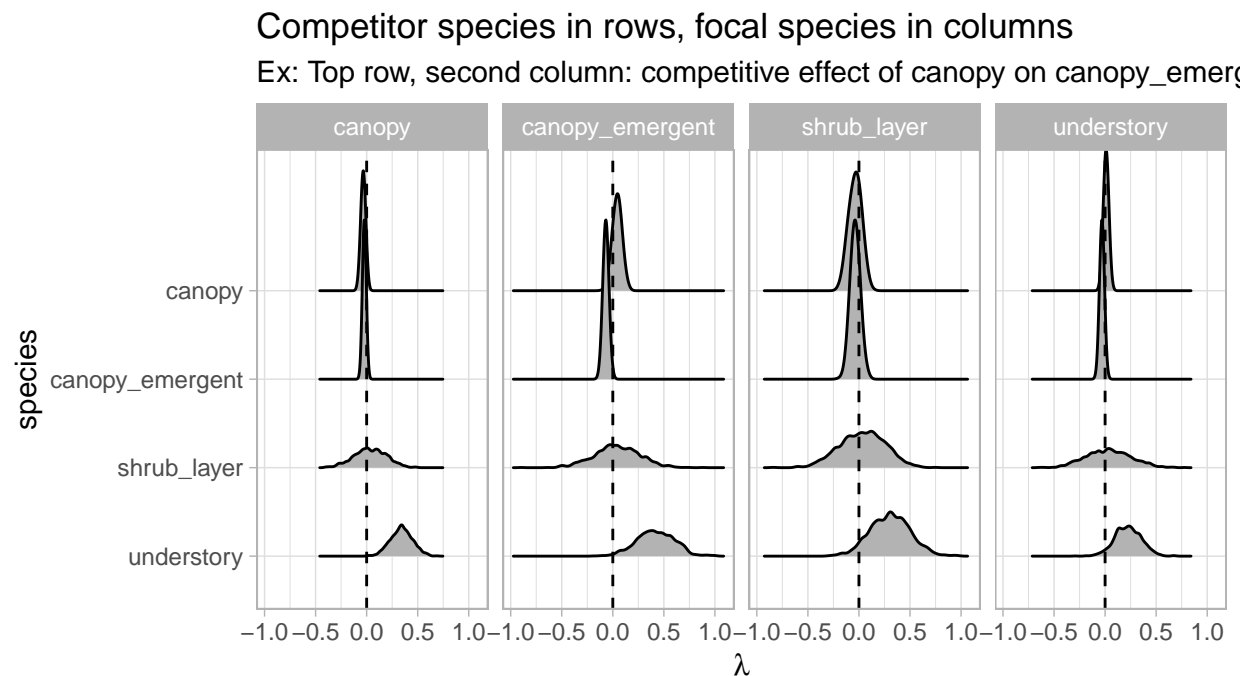 Competitor species in rows, focal species in columns
Ex: Top row, second column: competitive effect of canopy on canopy_emerg
canopy canopy_emergent shrub_layer understory
species
canopy
canopy_emergent
shrub_layer
understory
−1.0 −0.5 0.0 0.5 1.0 −1.0 −0.5 0.0 0.5 1.0 −1.0 −0.5 0.0 0.5 1.0 −1.0 −0.5 0.0 0.5 1.0
λ